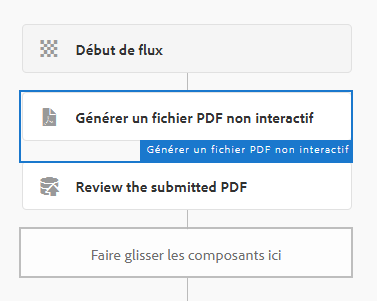 Début de flux
Générer un fichier PDF non interactif
Générer un fichier PDF non interactif
Review the submitted PDF
Faire glisser les composants ici